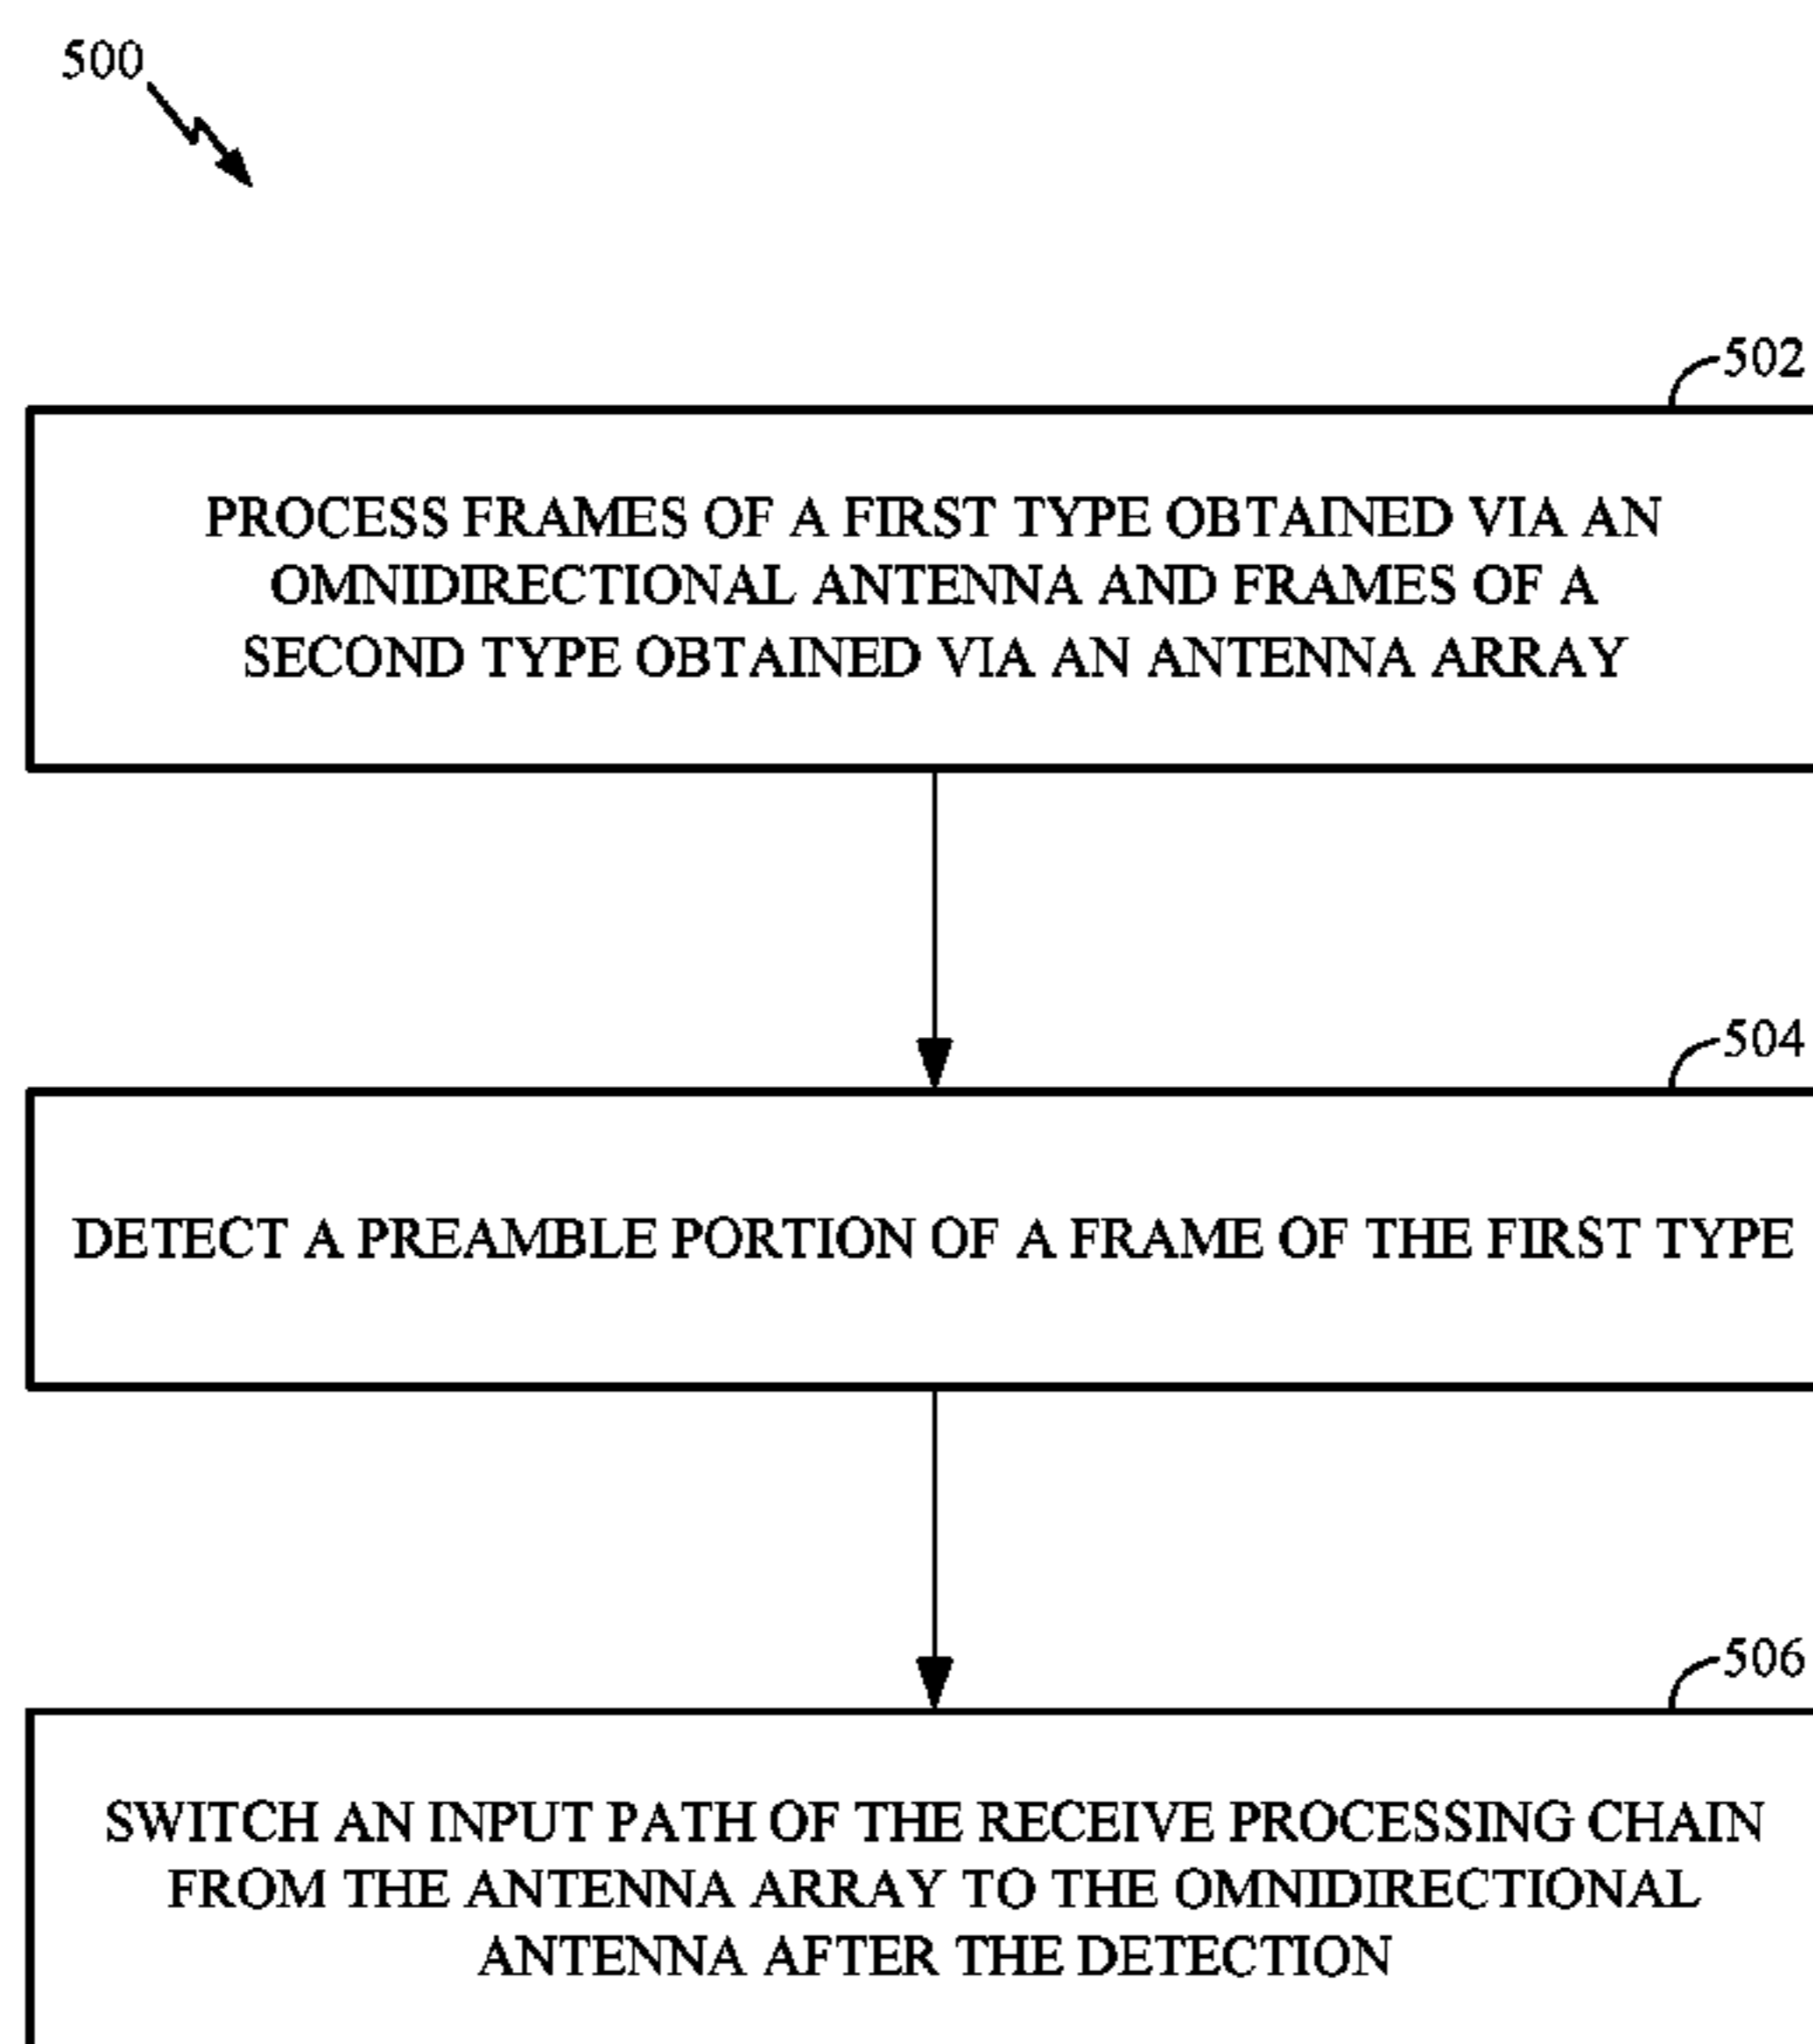 500
502
PROCESS FRAMES OF A FIRST TYPE OBTAINED VIA AN
OMNIDIRECTIONAL ANTENNA AND FRAMES OF A
SECOND TYPE OBTAINED VIA AN ANTENNA ARRAY
504
DETECT A PREAMBLE PORTION OF A FRAME OF THE FIRST TYPE
506
SWITCH AN INPUT PATH OF THE RECEIVE PROCESSING CHAIN
FROM THE ANTENNA ARRAY TO THE OMNIDIRECTIONAL
ANTENNA AFTER THE DETECTION